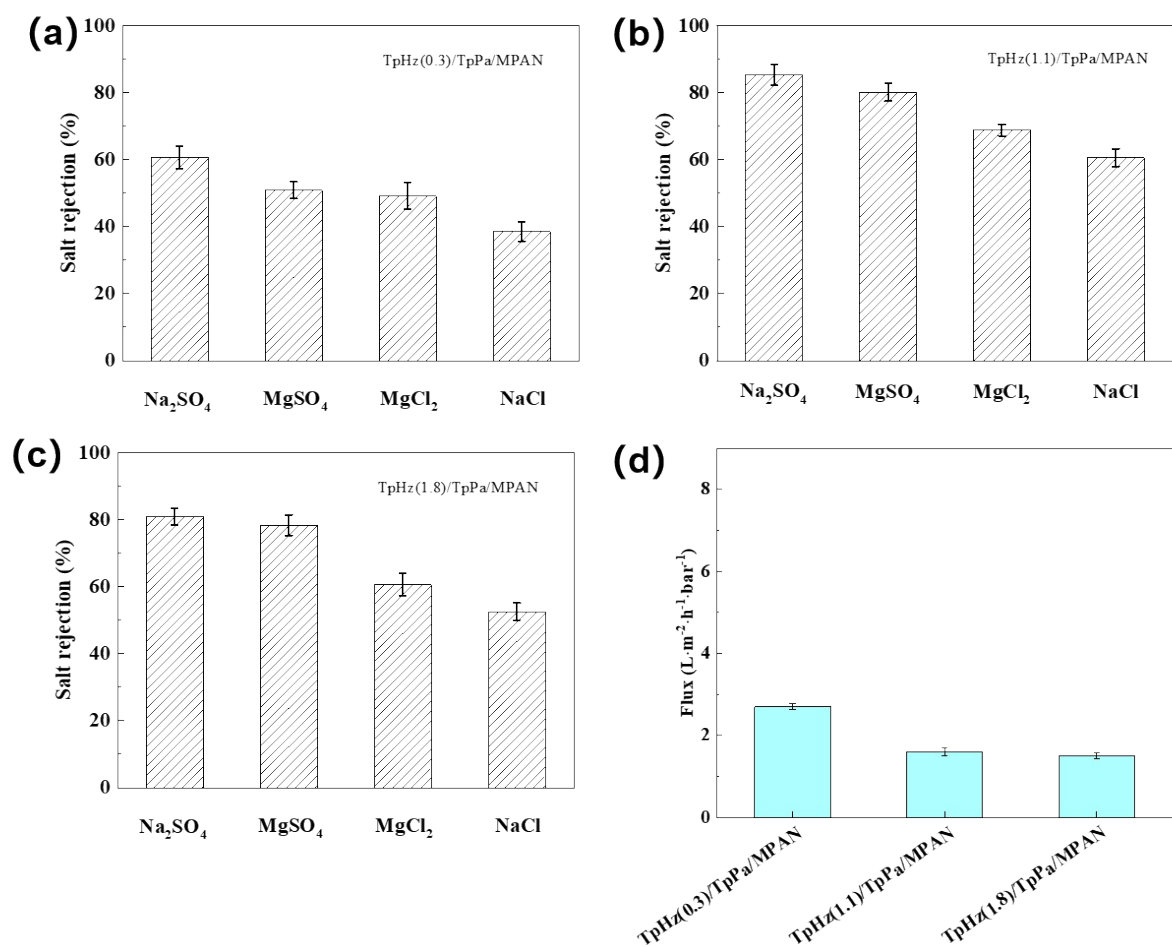 (a)
TpHz(0.3)/TpPa/MPAN
Salt rejection (%)
100
80
60
40
20
0
Na₂SO₄ MgSO₄ MgCl₂ NaCl
(b)
TpHz(1.1)/TpPa/MPAN
Salt rejection (%)
100
80
60
40
20
0
Na₂SO₄ MgSO₄ MgCl₂ NaCl
(c)
TpHz(1.8)/TpPa/MPAN
Salt rejection (%)
100
80
60
40
20
0
Na₂SO₄ MgSO₄ MgCl₂ NaCl
(d)
Flux (L·m⁻²·h⁻¹·bar⁻¹)
8
6
4
2
0
TpHz(0.3)/TpPa/MPAN
TpHz(1.1)/TpPa/MPAN
TpHz(1.8)/TpPa/MPAN